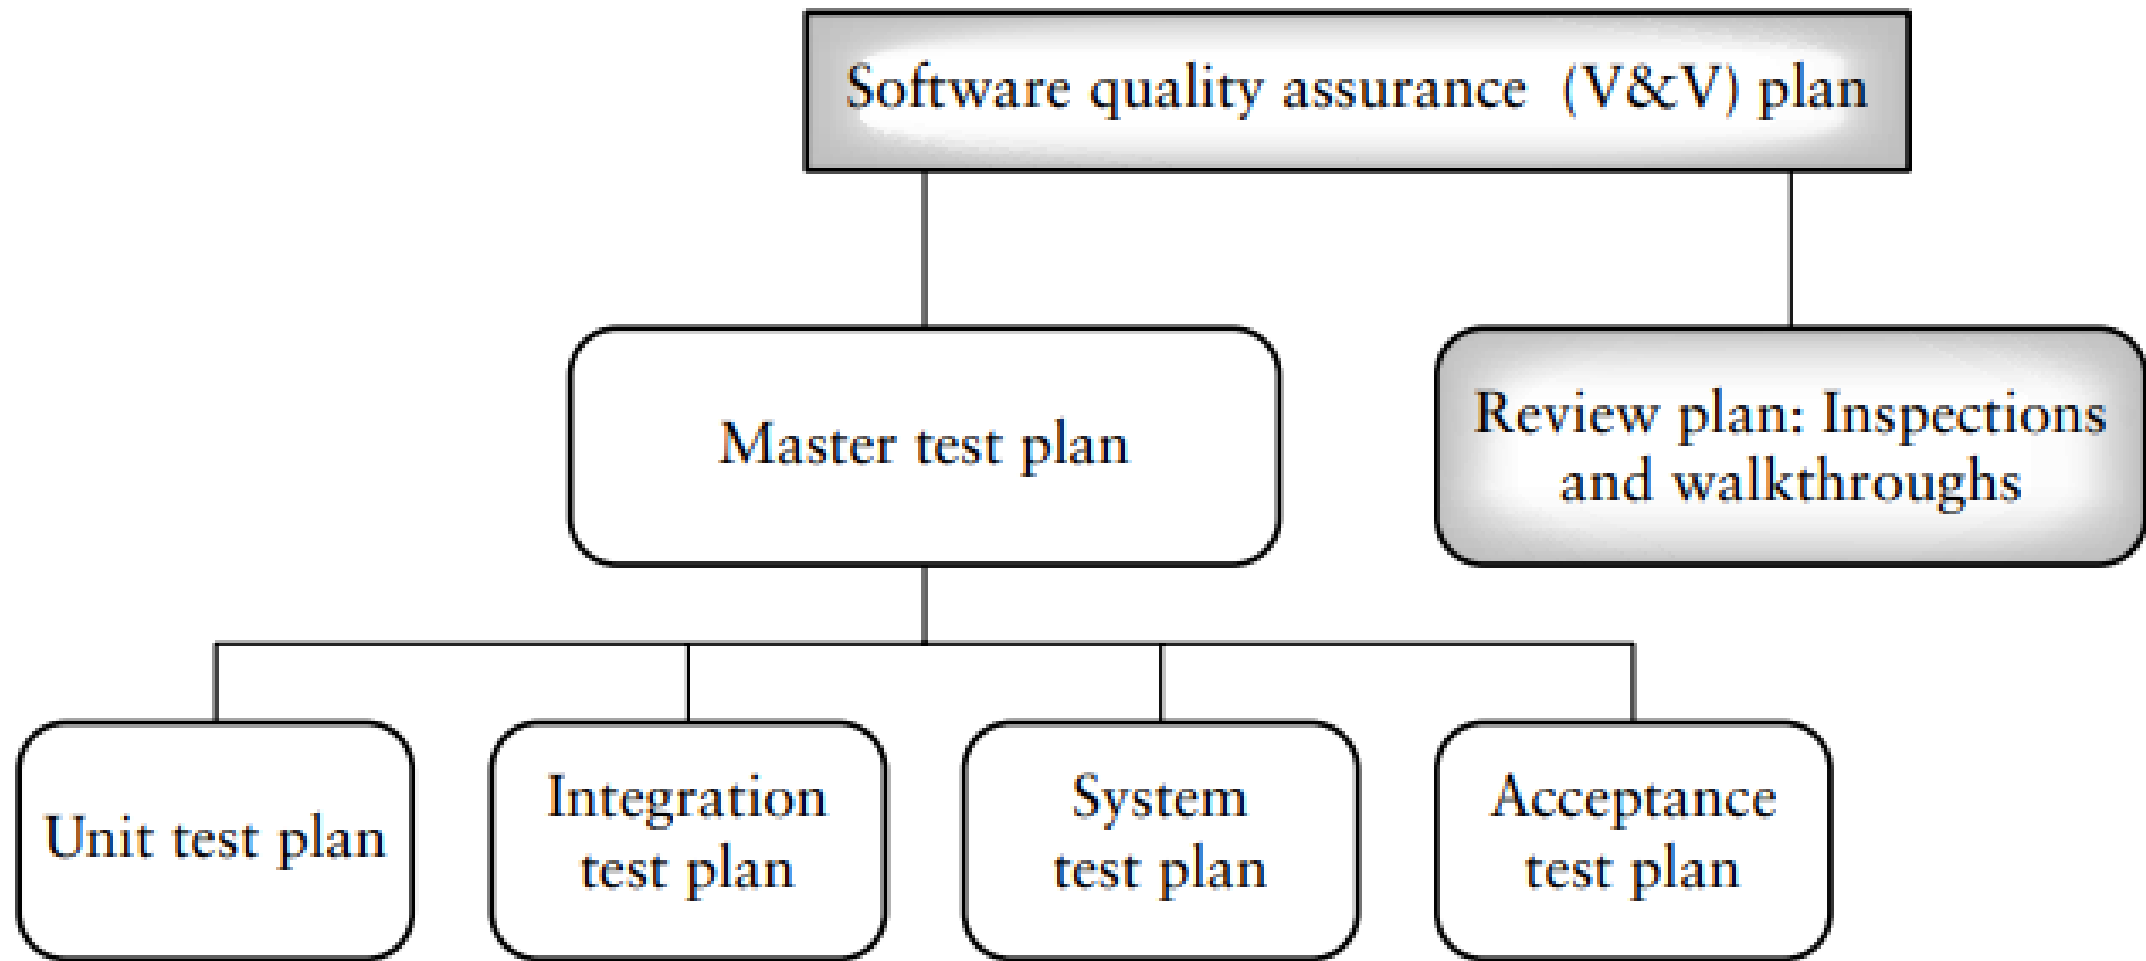 Software quality assurance (V&V) plan
Master test plan
Review plan: Inspections
and walkthroughs
Unit test plan
Integration
test plan
System
test plan
Acceptance
test plan